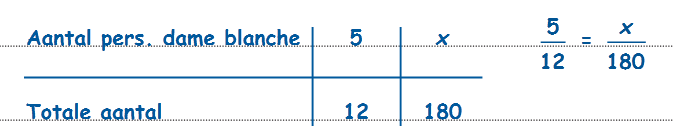 Aantal pers. dame blanche 5 x
Totale aantal 12 180
5/12 = x/180